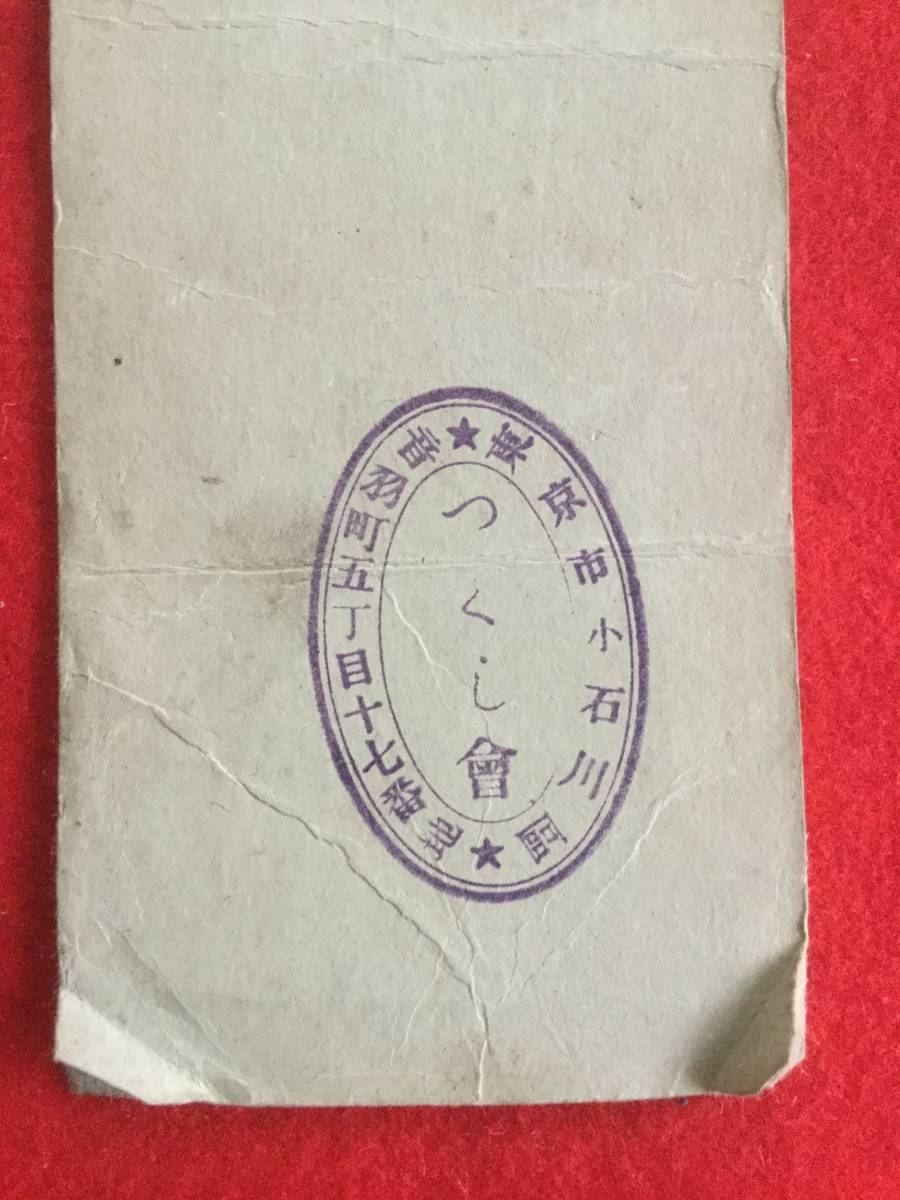 東京市小石川區
音羽町五丁目十七番地
つくし會